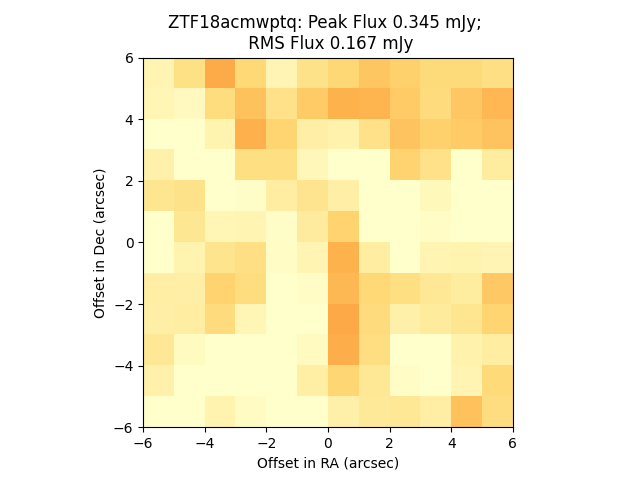 ZTF18acmwptq: Peak Flux 0.345 mJy;
RMS Flux 0.167 mJy
6
4
2
0
−2
−4
−6
Offset in Dec (arcsec)
−6 −4 −2 0 2 4 6
Offset in RA (arcsec)